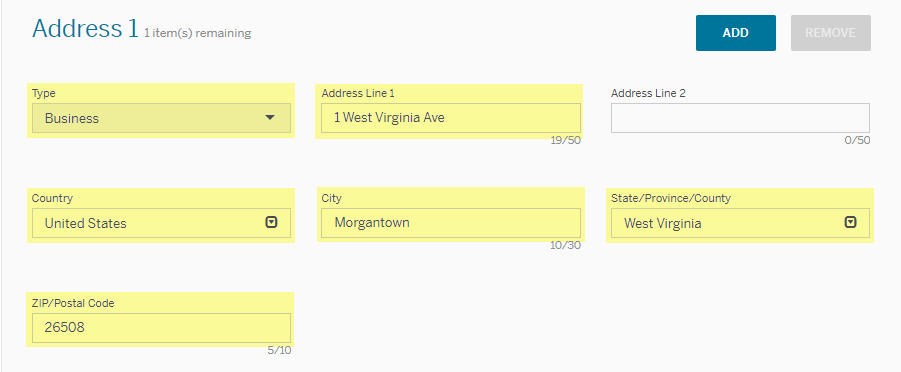 Address 1 1 item(s) remaining
ADD
REMOVE
Type
Address Line 1
Address Line 2
Business
1 West Virginia Ave
19/50
0/50
Country
City
State/Province/County
United States
Morgantown
West Virginia
10/30
ZIP/Postal Code
26508
5/10